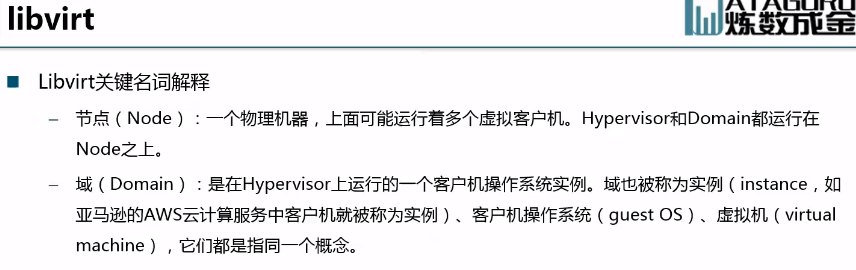 libvirt
ATAGURU
炼数成金
Libvirt关键名词解释
– 节点（Node）：一个物理机器，上面可能运行着多个虚拟客户机。Hypervisor和Domain都运行在
Node之上。
– 域（Domain）：是在Hypervisor上运行的一个客户机操作系统实例。域也被称为实例（instance，如
亚马逊的AWS云计算服务中客户机就被称为实例）、客户机操作系统（guest OS）、虚拟机（virtual
machine），它们都是指同一个概念。